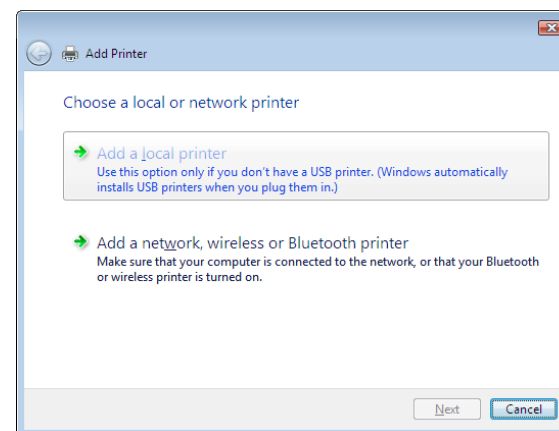 Add Printer
Choose a local or network printer
Add a local printer
Use this option only if you don't have a USB printer. (Windows automatically
installs USB printers when you plug them in.)
Add a network, wireless or Bluetooth printer
Make sure that your computer is connected to the network, or that your Bluetooth
or wireless printer is turned on.
Next Cancel